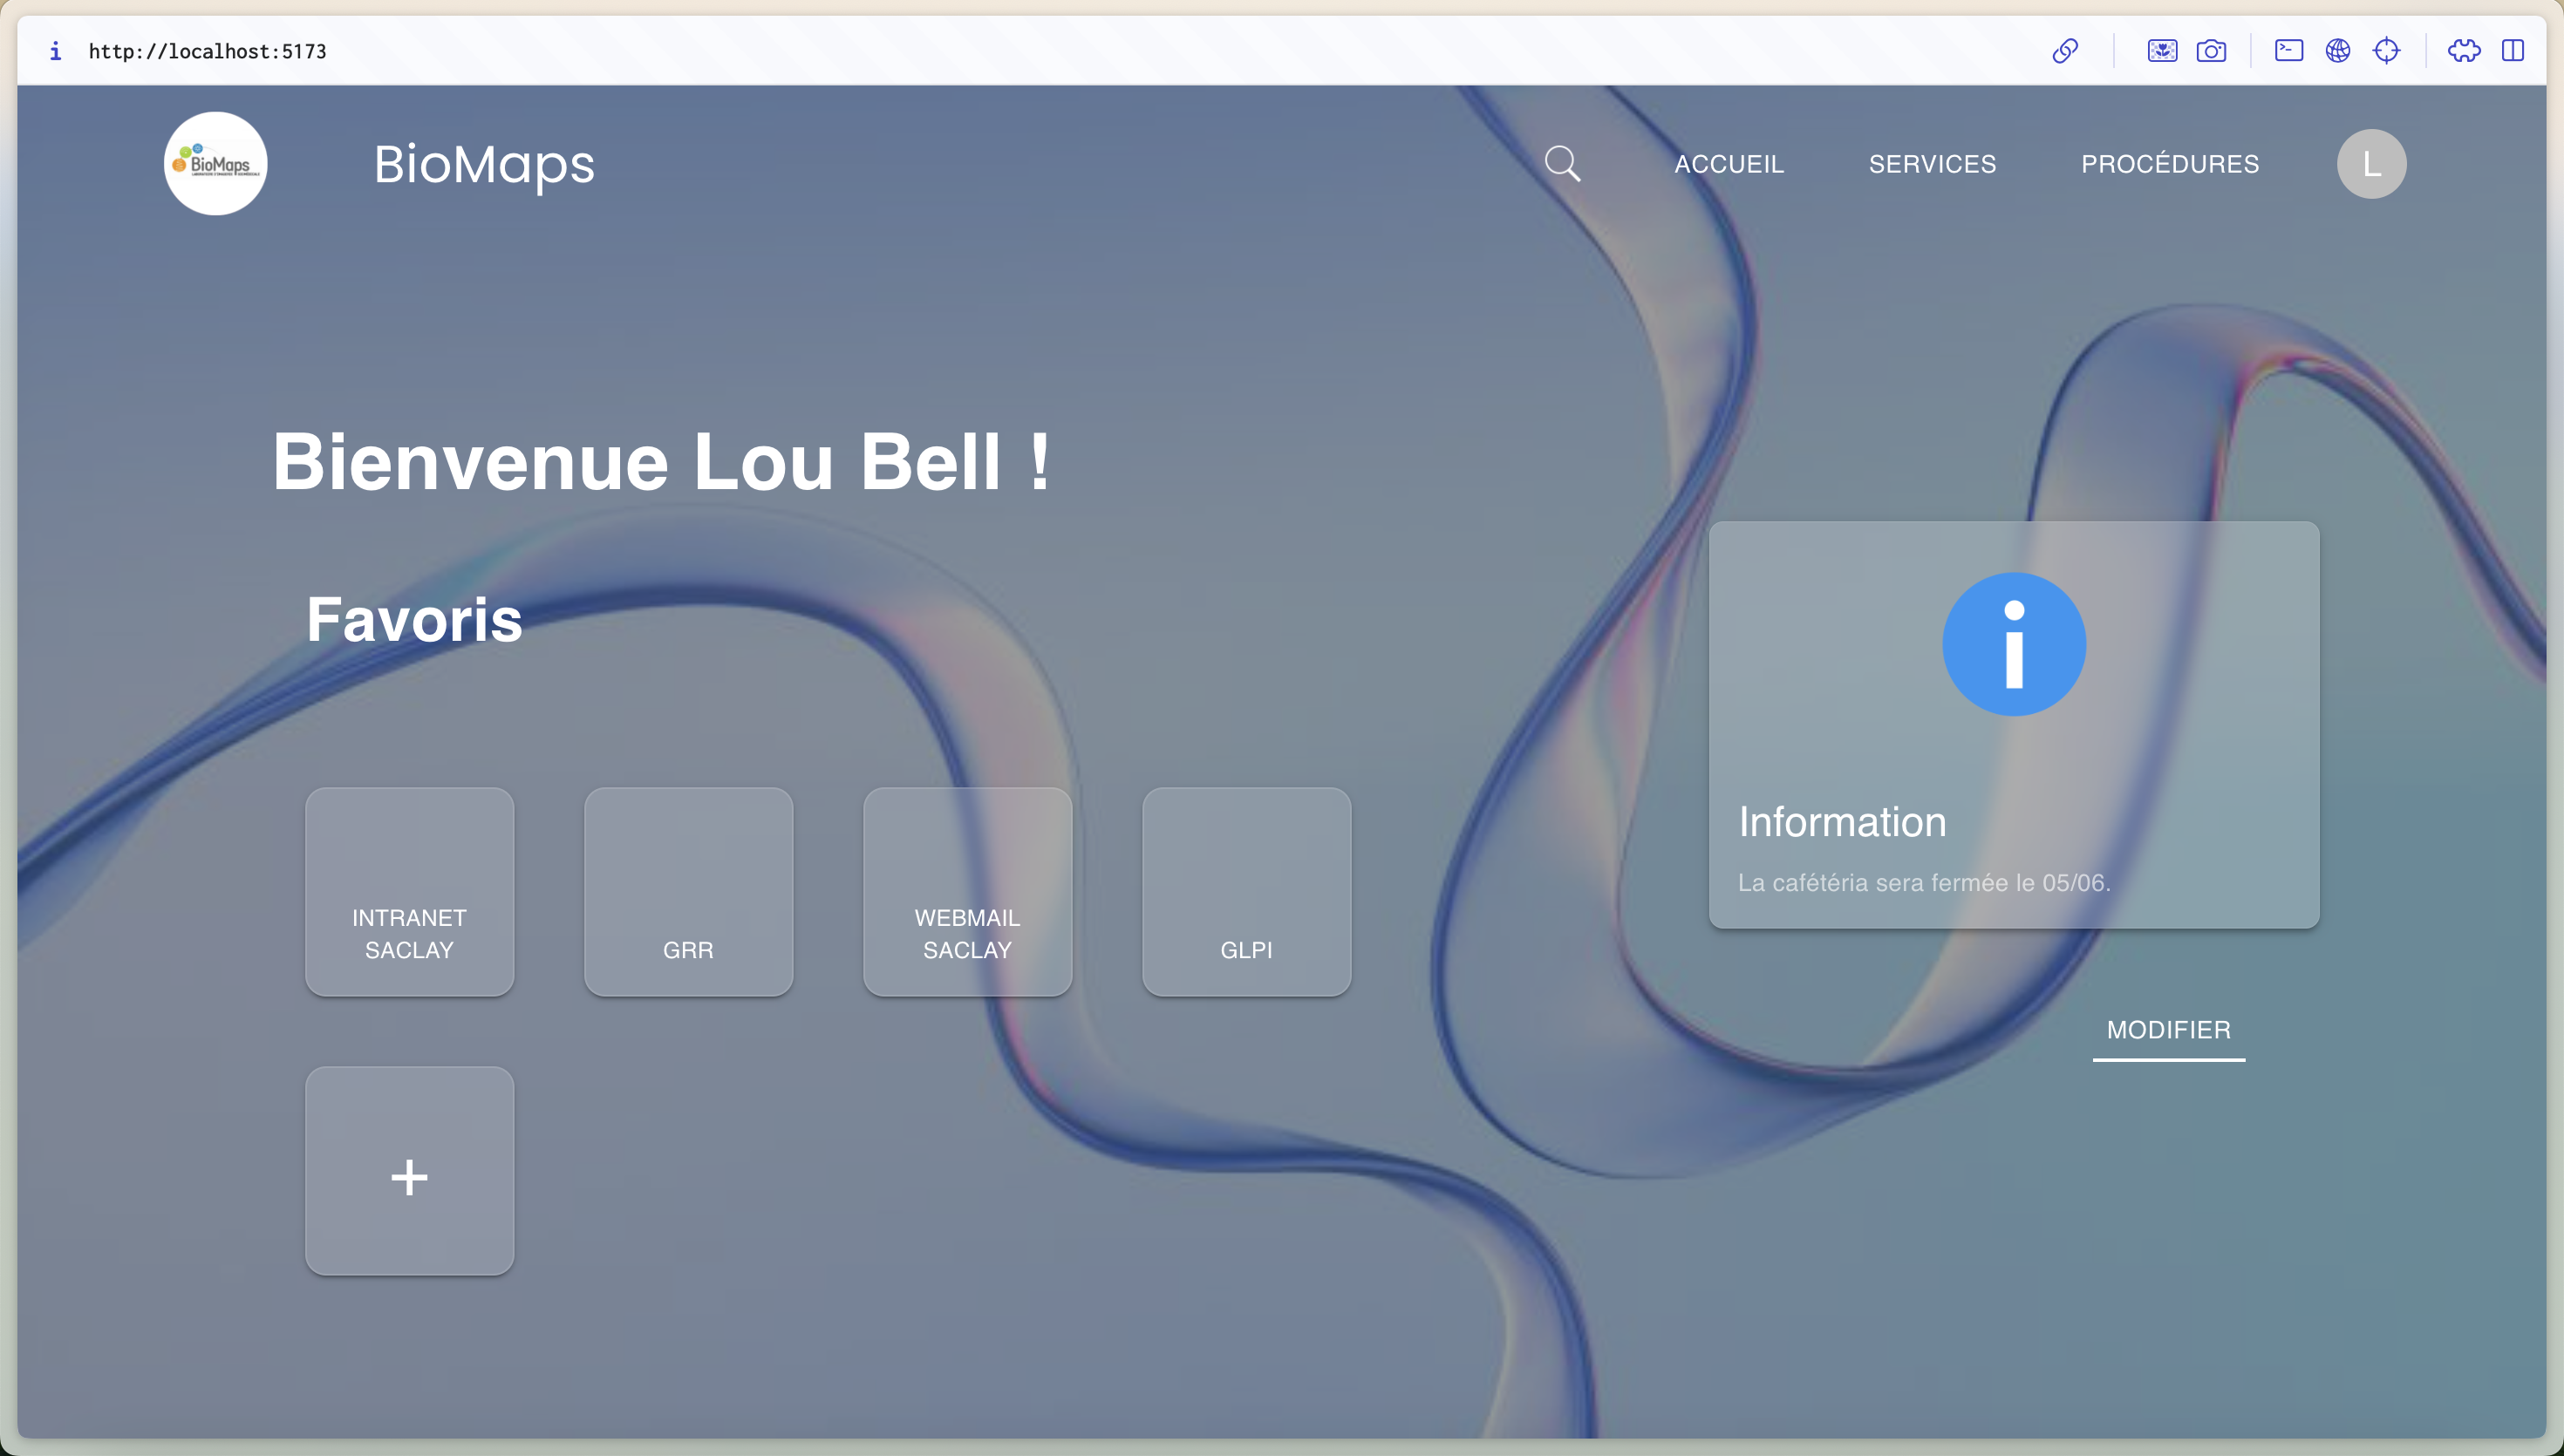 http://localhost:5173
BioMaps
BioMaps
ACCUEIL
SERVICES
PROCÉDURES
L
Bienvenue Lou Bell !
Favoris
INTRANET
SACLAY
GRR
WEBMAIL
SACLAY
GLPI
+
Information
La cafétéria sera fermée le 05/06.
MODIFIER